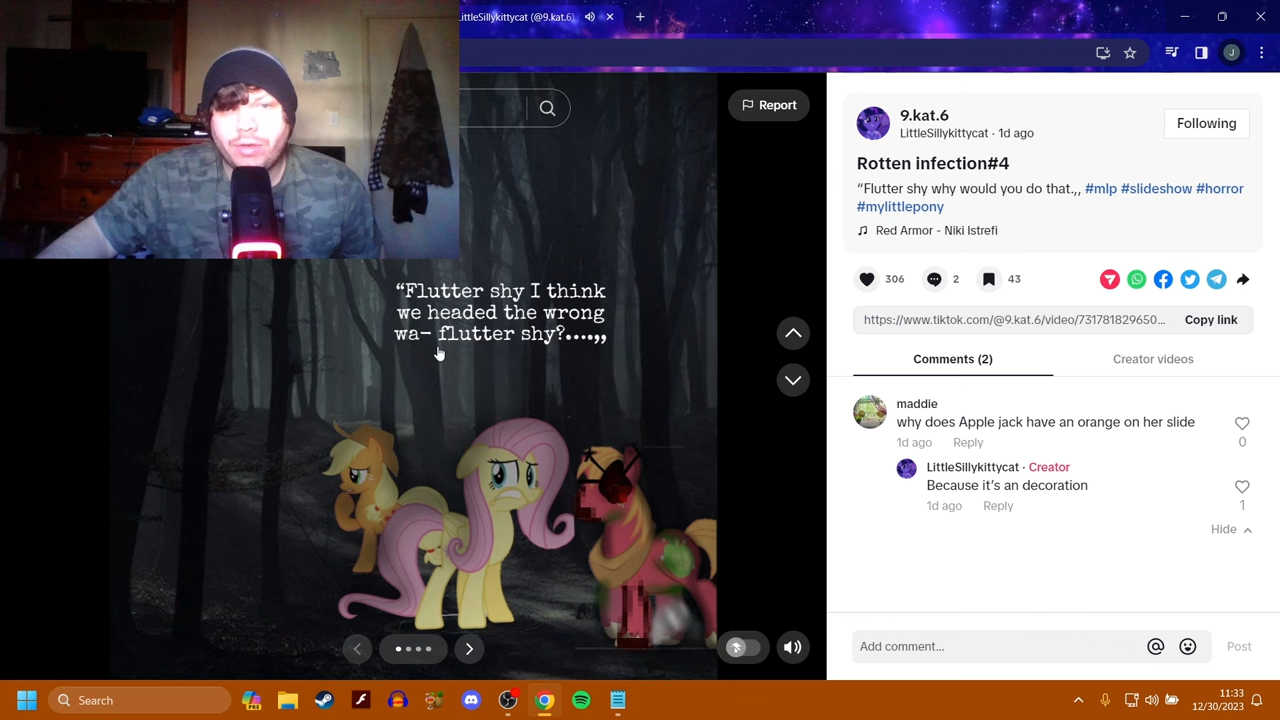 LittleSillykittycat (@9.kat.6)
J
Report
9.kat.6
LittleSillykittycat · 1d ago
Following
Rotten infection#4
“Flutter shy why would you do that.,, #mlp #slideshow #horror
#mylittlepony
Red Armor - Niki Istrefi
306
2
43
https://www.tiktok.com/@9.kat.6/video/731781829650...
Copy link
“Flutter shy I think
we headed the wrong
wa- flutter shy?....,,
Comments (2)
Creator videos
maddie
why does Apple jack have an orange on her slide
1d ago
Reply
0
LittleSillykittycat · Creator
Because it’s an decoration
1d ago
Reply
1
Hide
Add comment...
Post
Search
PRE
11:33
12/30/2023